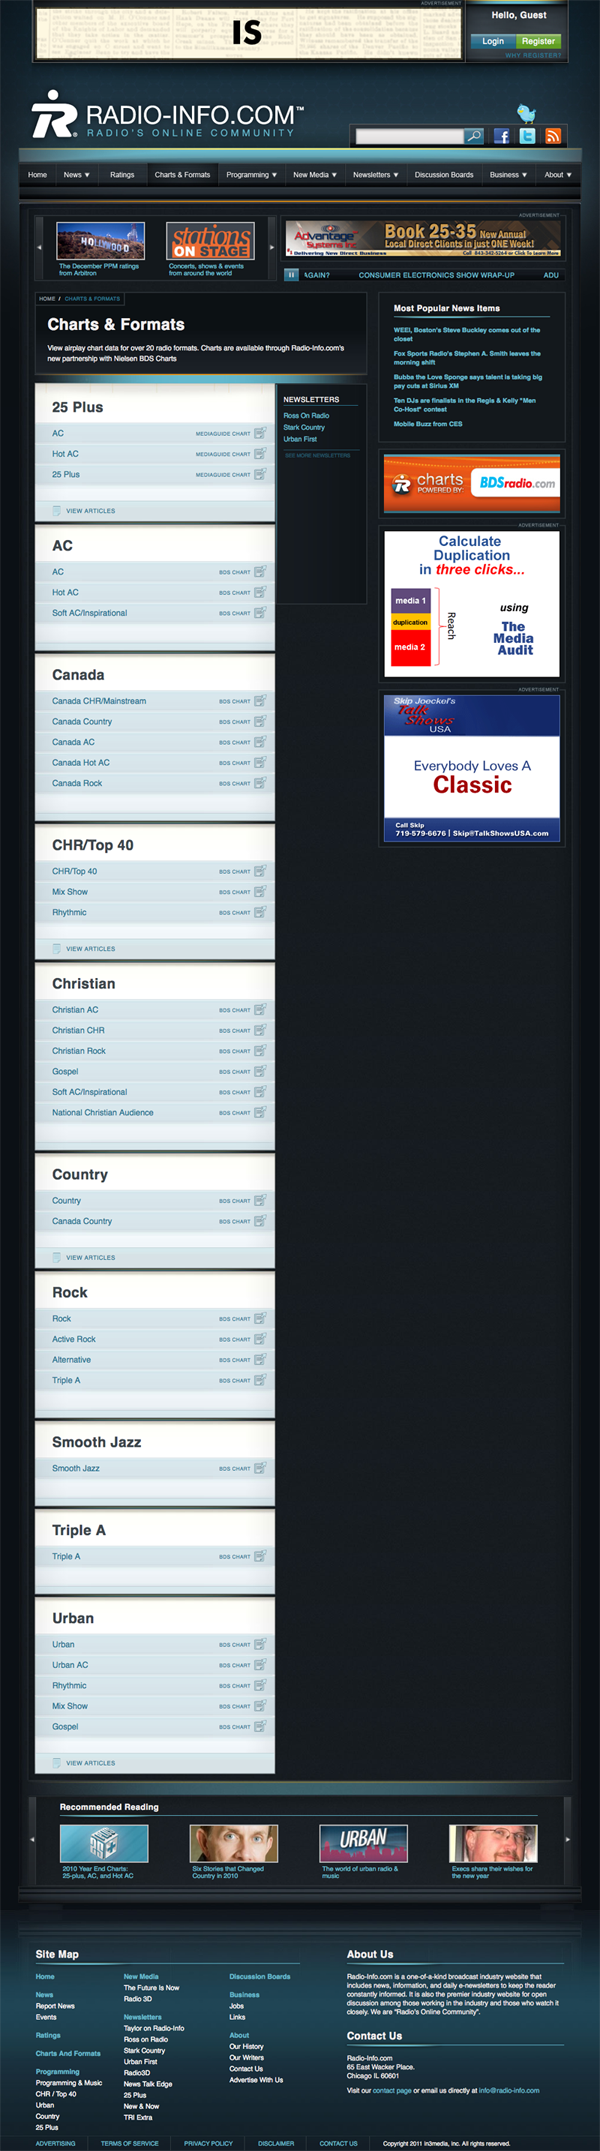 ADVERTISEMENT
IS
Hello, Guest
Login
Register
WHY REGISTER?
RADIO-INFO.COM™
RADIO'S ONLINE COMMUNITY
Home
News
Ratings
Charts & Formats
Programming
New Media
Newsletters
Discussion Boards
Business
About
ADVERTISEMENT
HOLLYWOOD
The December PPM ratings
from Arbitron
stations
ON STAGE
Concerts, shows & events
from around the world
Advantage
Systems Inc
Delivering New Direct Business
Book 25-35 New Annual
Local Direct Clients in just ONE Week!
Call 843-342-5264 or Click To Learn More
AGAIN?
CONSUMER ELECTRONICS SHOW WRAP-UP
ADU
HOME / CHARTS & FORMATS
Charts & Formats
View airplay chart data for over 20 radio formats. Charts are available through Radio-Info.com's
new partnership with Nielsen BDS Charts
25 Plus
AC MEDIAGUIDE CHART
Hot AC MEDIAGUIDE CHART
25 Plus MEDIAGUIDE CHART
VIEW ARTICLES
AC
AC BDS CHART
Hot AC BDS CHART
Soft AC/Inspirational BDS CHART
Canada
Canada CHR/Mainstream BDS CHART
Canada Country BDS CHART
Canada AC BDS CHART
Canada Hot AC BDS CHART
Canada Rock BDS CHART
CHR/Top 40
CHR/Top 40 BDS CHART
Mix Show BDS CHART
Rhythmic BDS CHART
VIEW ARTICLES
Christian
Christian AC BDS CHART
Christian CHR BDS CHART
Christian Rock BDS CHART
Gospel BDS CHART
Soft AC/Inspirational BDS CHART
National Christian Audience BDS CHART
Country
Country BDS CHART
Canada Country BDS CHART
VIEW ARTICLES
Rock
Rock BDS CHART
Active Rock BDS CHART
Alternative BDS CHART
Triple A BDS CHART
Smooth Jazz
Smooth Jazz BDS CHART
Triple A
Triple A BDS CHART
Urban
Urban BDS CHART
Urban AC BDS CHART
Rhythmic BDS CHART
Mix Show BDS CHART
Gospel BDS CHART
VIEW ARTICLES
NEWSLETTERS
Ross On Radio
Stark Country
Urban First
SEE MORE NEWSLETTERS
Most Popular News Items
WEEI, Boston's Steve Buckley comes out of the
closet
Fox Sports Radio's Stephen A. Smith leaves the
morning shift
Bubba the Love Sponge says talent is taking big
pay cuts at Sirius XM
Ten DJs are finalists in the Regis & Kelly "Men
Co-Host" contest
Mobile Buzz from CES
charts
POWERED BY:
BDSradio.com
ADVERTISEMENT
Calculate
Duplication
in three clicks...
media 1
duplication
media 2
Reach
using
The
Media
Audit
ADVERTISEMENT
Skip Joeckel's
Talk
Shows
USA
Everybody Loves A
Classic
Call Skip
719-579-6676 | Skip@TalkShowsUSA.com
Recommended Reading
2010 Year End Charts:
25-plus, AC, and Hot AC
Six Stories that Changed
Country in 2010
URBAN
The world of urban radio &
music
Execs share their wishes for
the new year
Site Map
Home
News
Report News
Events
Ratings
Charts And Formats
Programming
Programming & Music
CHR / Top 40
Urban
Country
25 Plus
New Media
The Future Is Now
Radio 3D
Newsletters
Taylor on Radio-Info
Ross on Radio
Stark Country
Urban First
Radio3D
News Talk Edge
25 Plus
New & Now
TRI Extra
Discussion Boards
Business
Jobs
Links
About
Our History
Our Writers
Contact Us
Advertise With Us
About Us
Radio-Info.com is a one-of-a-kind broadcast industry website that
includes news, information, and daily e-newsletters to keep the reader
constantly informed. It is also the premier industry website for open
discussion among those working in the industry and those who watch it
closely. We are "Radio's Online Community".
Contact Us
Radio-Info.com
65 East Wacker Place.
Chicago IL 60601
Visit our contact page or email us directly at info@radio-info.com
ADVERTISING
TERMS OF SERVICE
PRIVACY POLICY
DISCLAIMER
CONTACT US
Copyright 2011 In3media, Inc. All rights reserved.